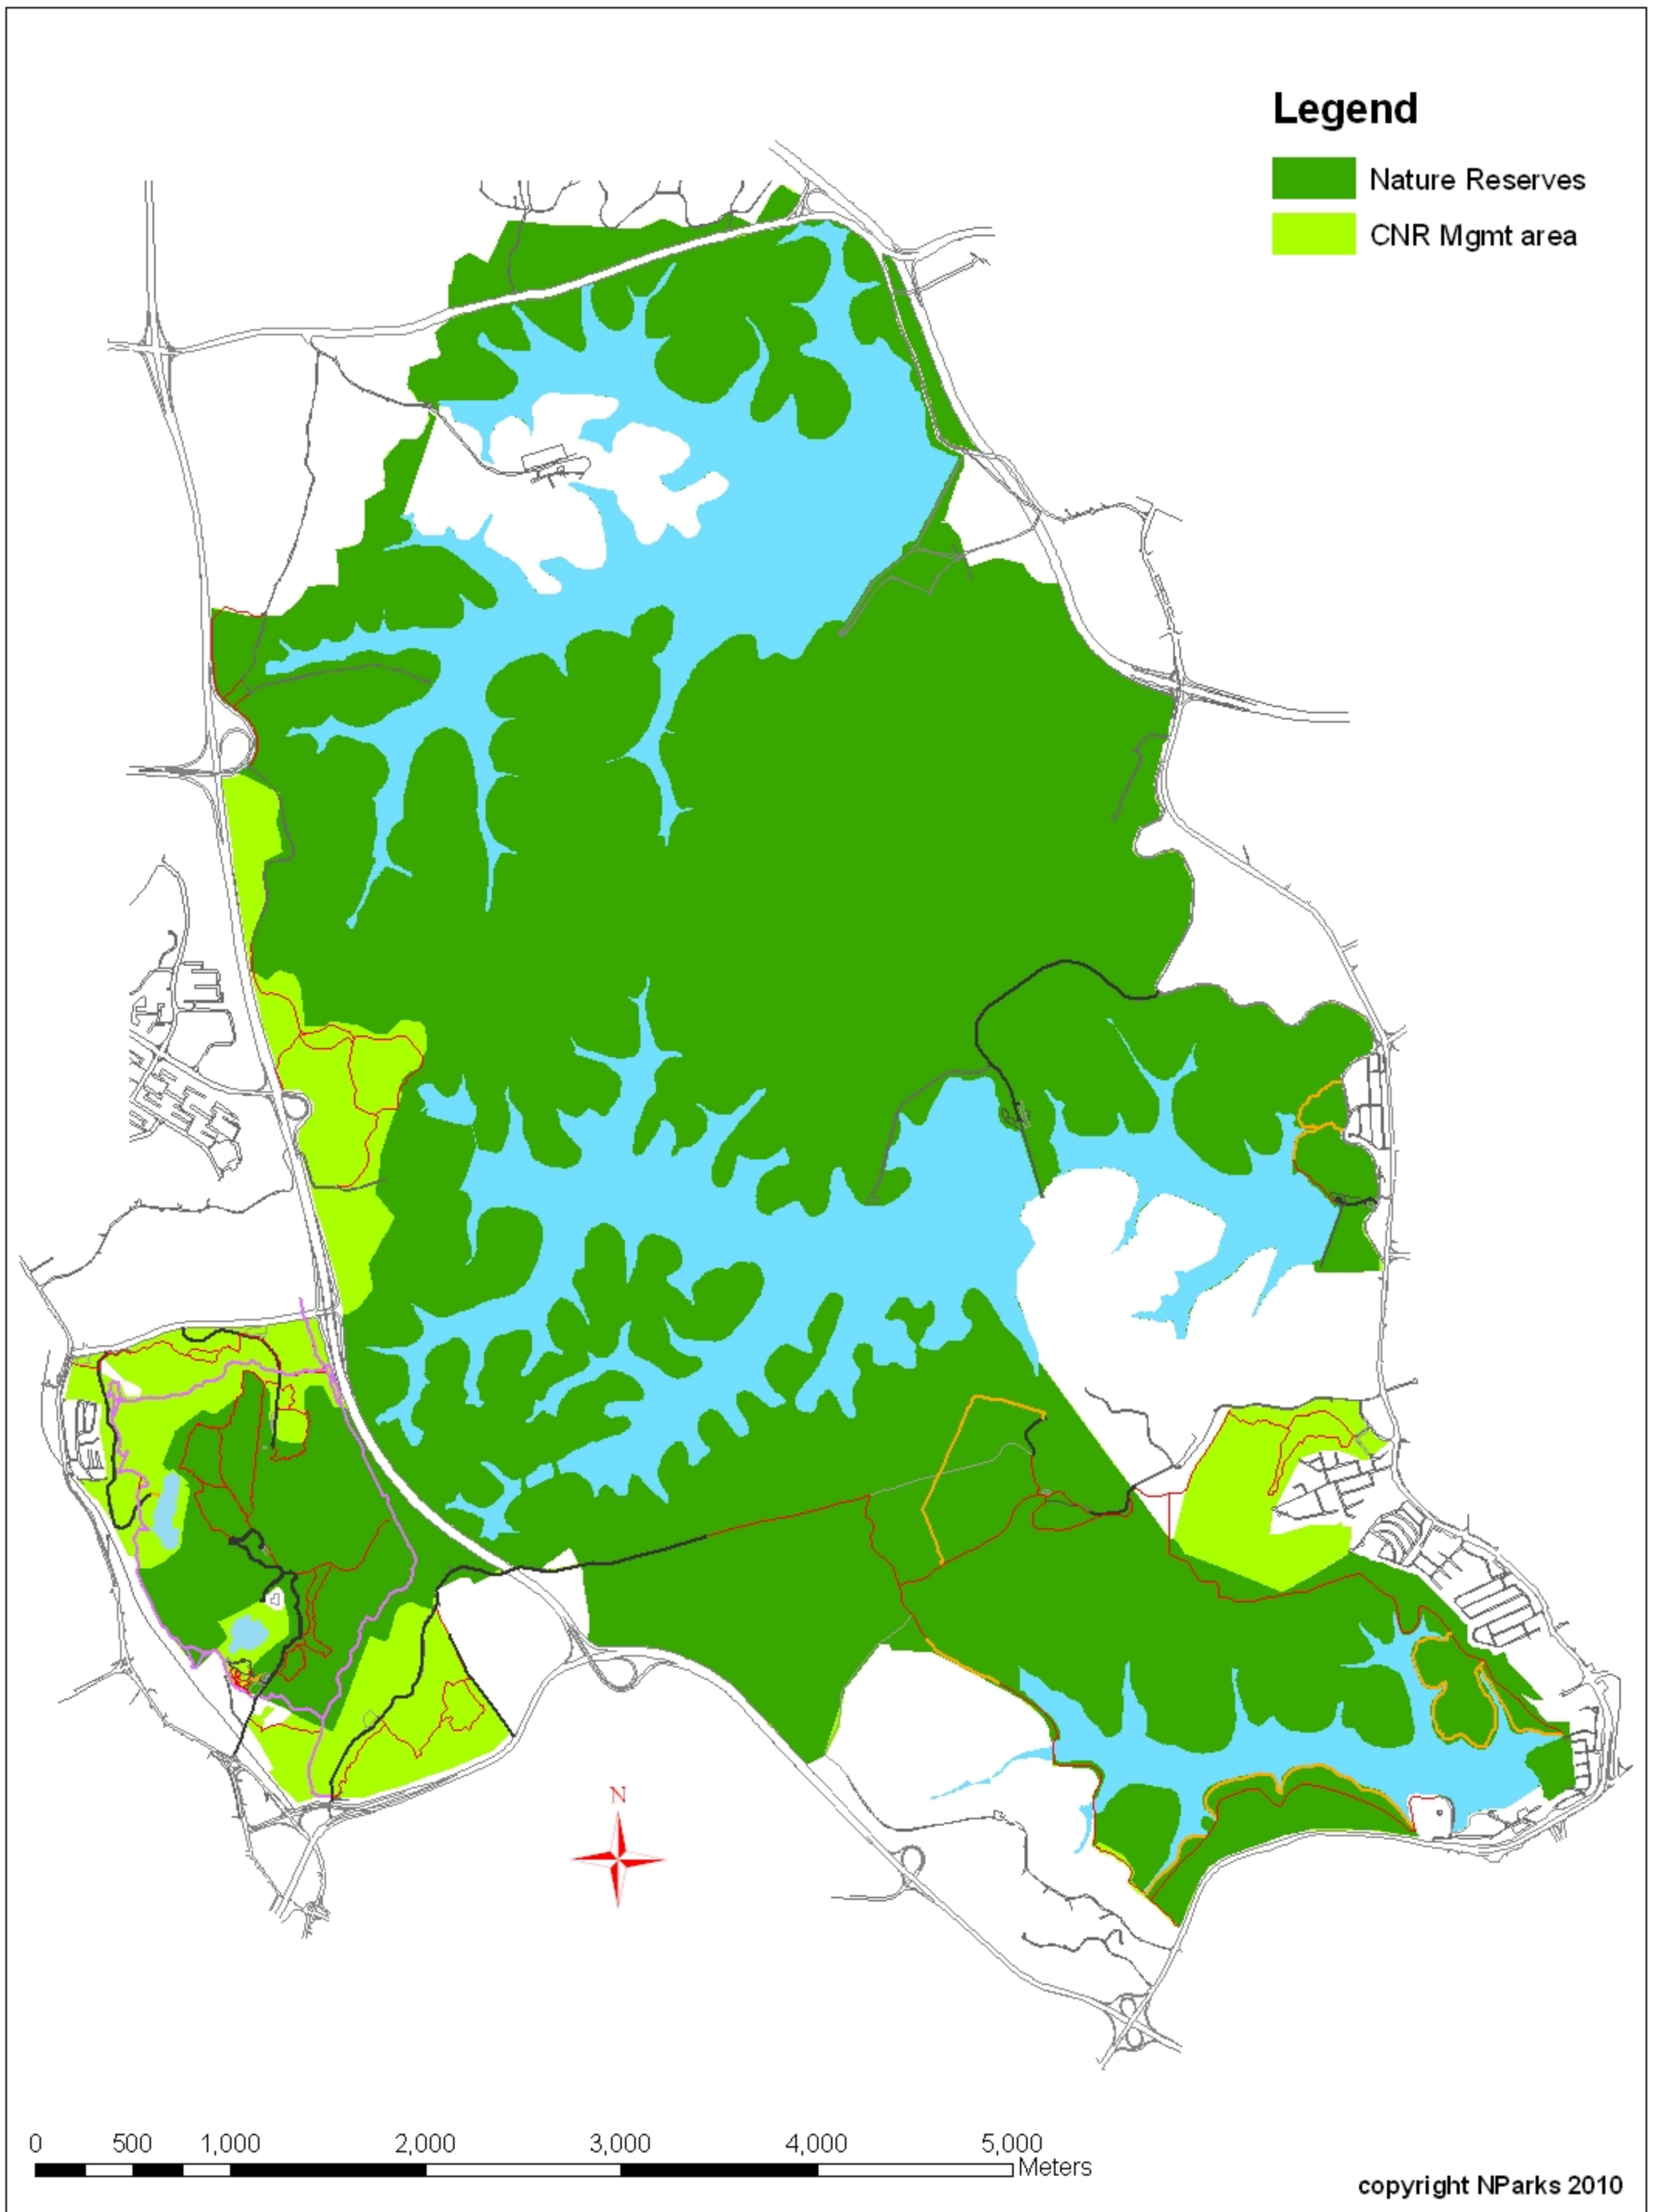 Legend
Nature Reserves
CNR Mgmt area
N
0 500 1,000 2,000 3,000 4,000 5,000
Meters
copyright NParks 2010